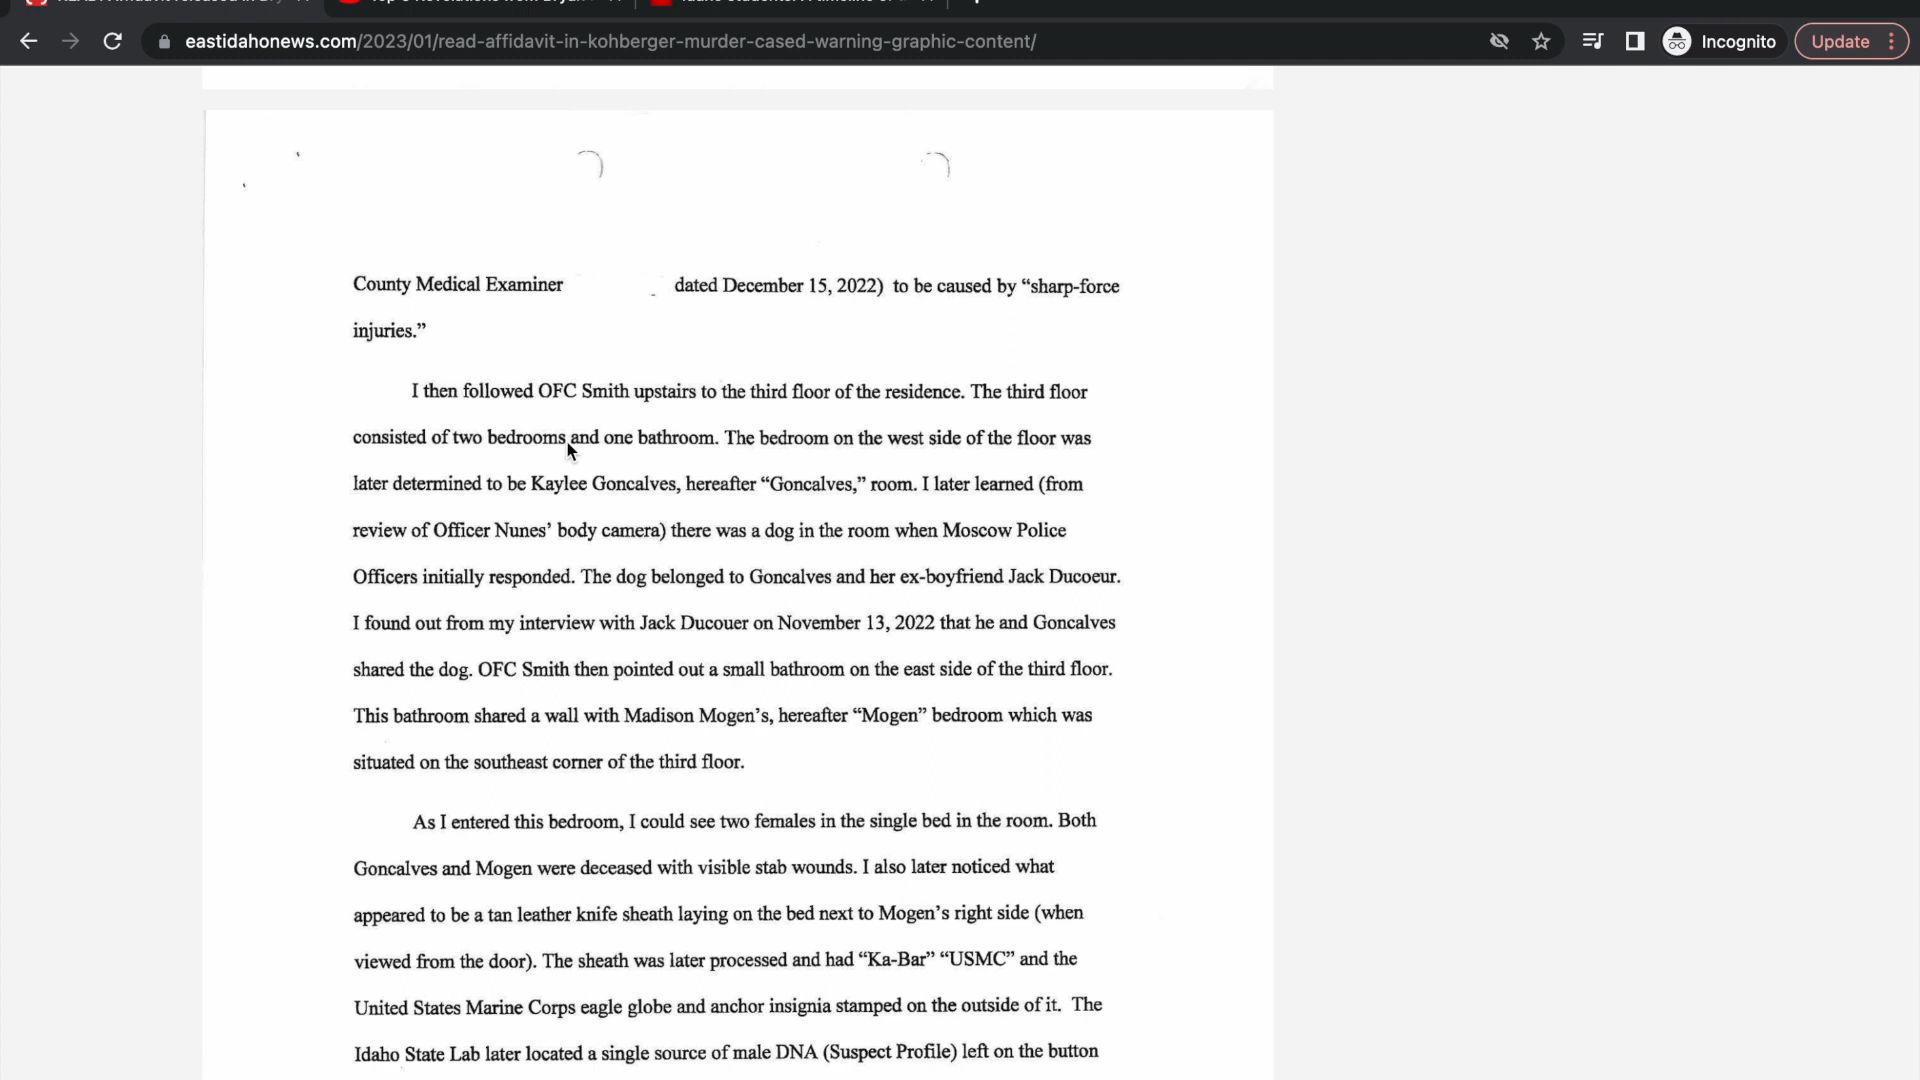 eastidahonews.com/2023/01/read-affidavit-in-kohberger-murder-cased-warning-graphic-content/
Incognito
Update
County Medical Examiner dated December 15, 2022) to be caused by “sharp-force
injuries.”
I then followed OFC Smith upstairs to the third floor of the residence. The third floor
consisted of two bedrooms and one bathroom. The bedroom on the west side of the floor was
later determined to be Kaylee Goncalves, hereafter “Goncalves,” room. I later learned (from
review of Officer Nunes’ body camera) there was a dog in the room when Moscow Police
Officers initially responded. The dog belonged to Goncalves and her ex-boyfriend Jack Ducoeur.
I found out from my interview with Jack Ducouer on November 13, 2022 that he and Goncalves
shared the dog. OFC Smith then pointed out a small bathroom on the east side of the third floor.
This bathroom shared a wall with Madison Mogen’s, hereafter “Mogen” bedroom which was
situated on the southeast corner of the third floor.
As I entered this bedroom, I could see two females in the single bed in the room. Both
Goncalves and Mogen were deceased with visible stab wounds. I also later noticed what
appeared to be a tan leather knife sheath laying on the bed next to Mogen’s right side (when
viewed from the door). The sheath was later processed and had “Ka-Bar” “USMC” and the
United States Marine Corps eagle globe and anchor insignia stamped on the outside of it. The
Idaho State Lab later located a single source of male DNA (Suspect Profile) left on the button